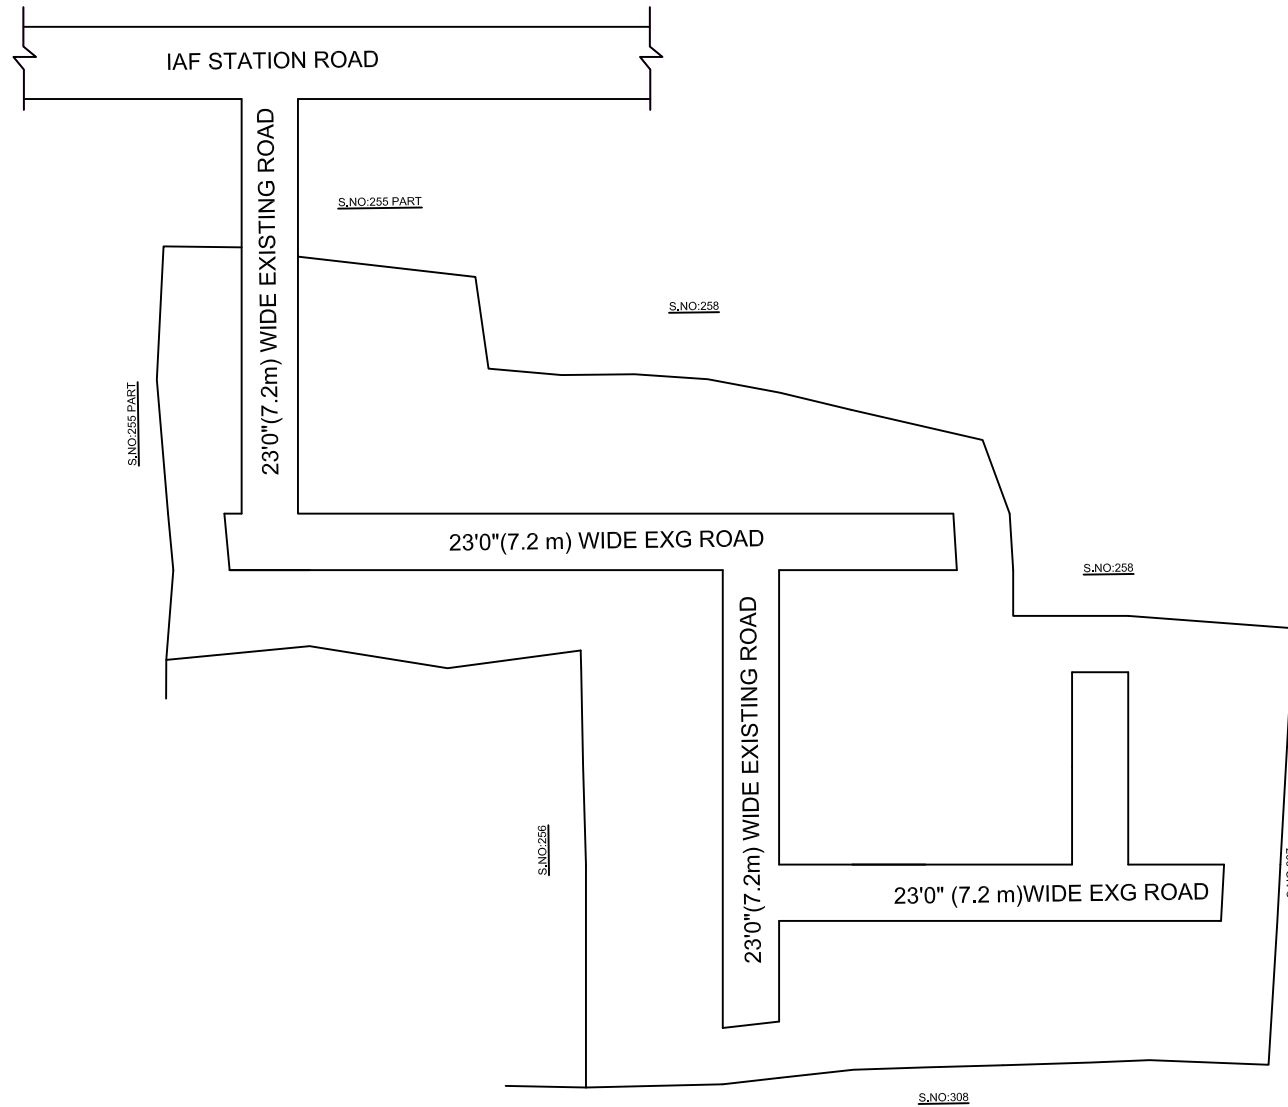 IAF STATION ROAD
23'0"(7.2m) WIDE EXISTING ROAD
S.NO:255 PART
S.NO:258
S.NO:255 PART
23'0"(7.2 m) WIDE EXG ROAD
S.NO:258
23'0"(7.2m) WIDE EXISTING ROAD
S.NO:256
23'0" (7.2 m)WIDE EXG ROAD
S.NO:308